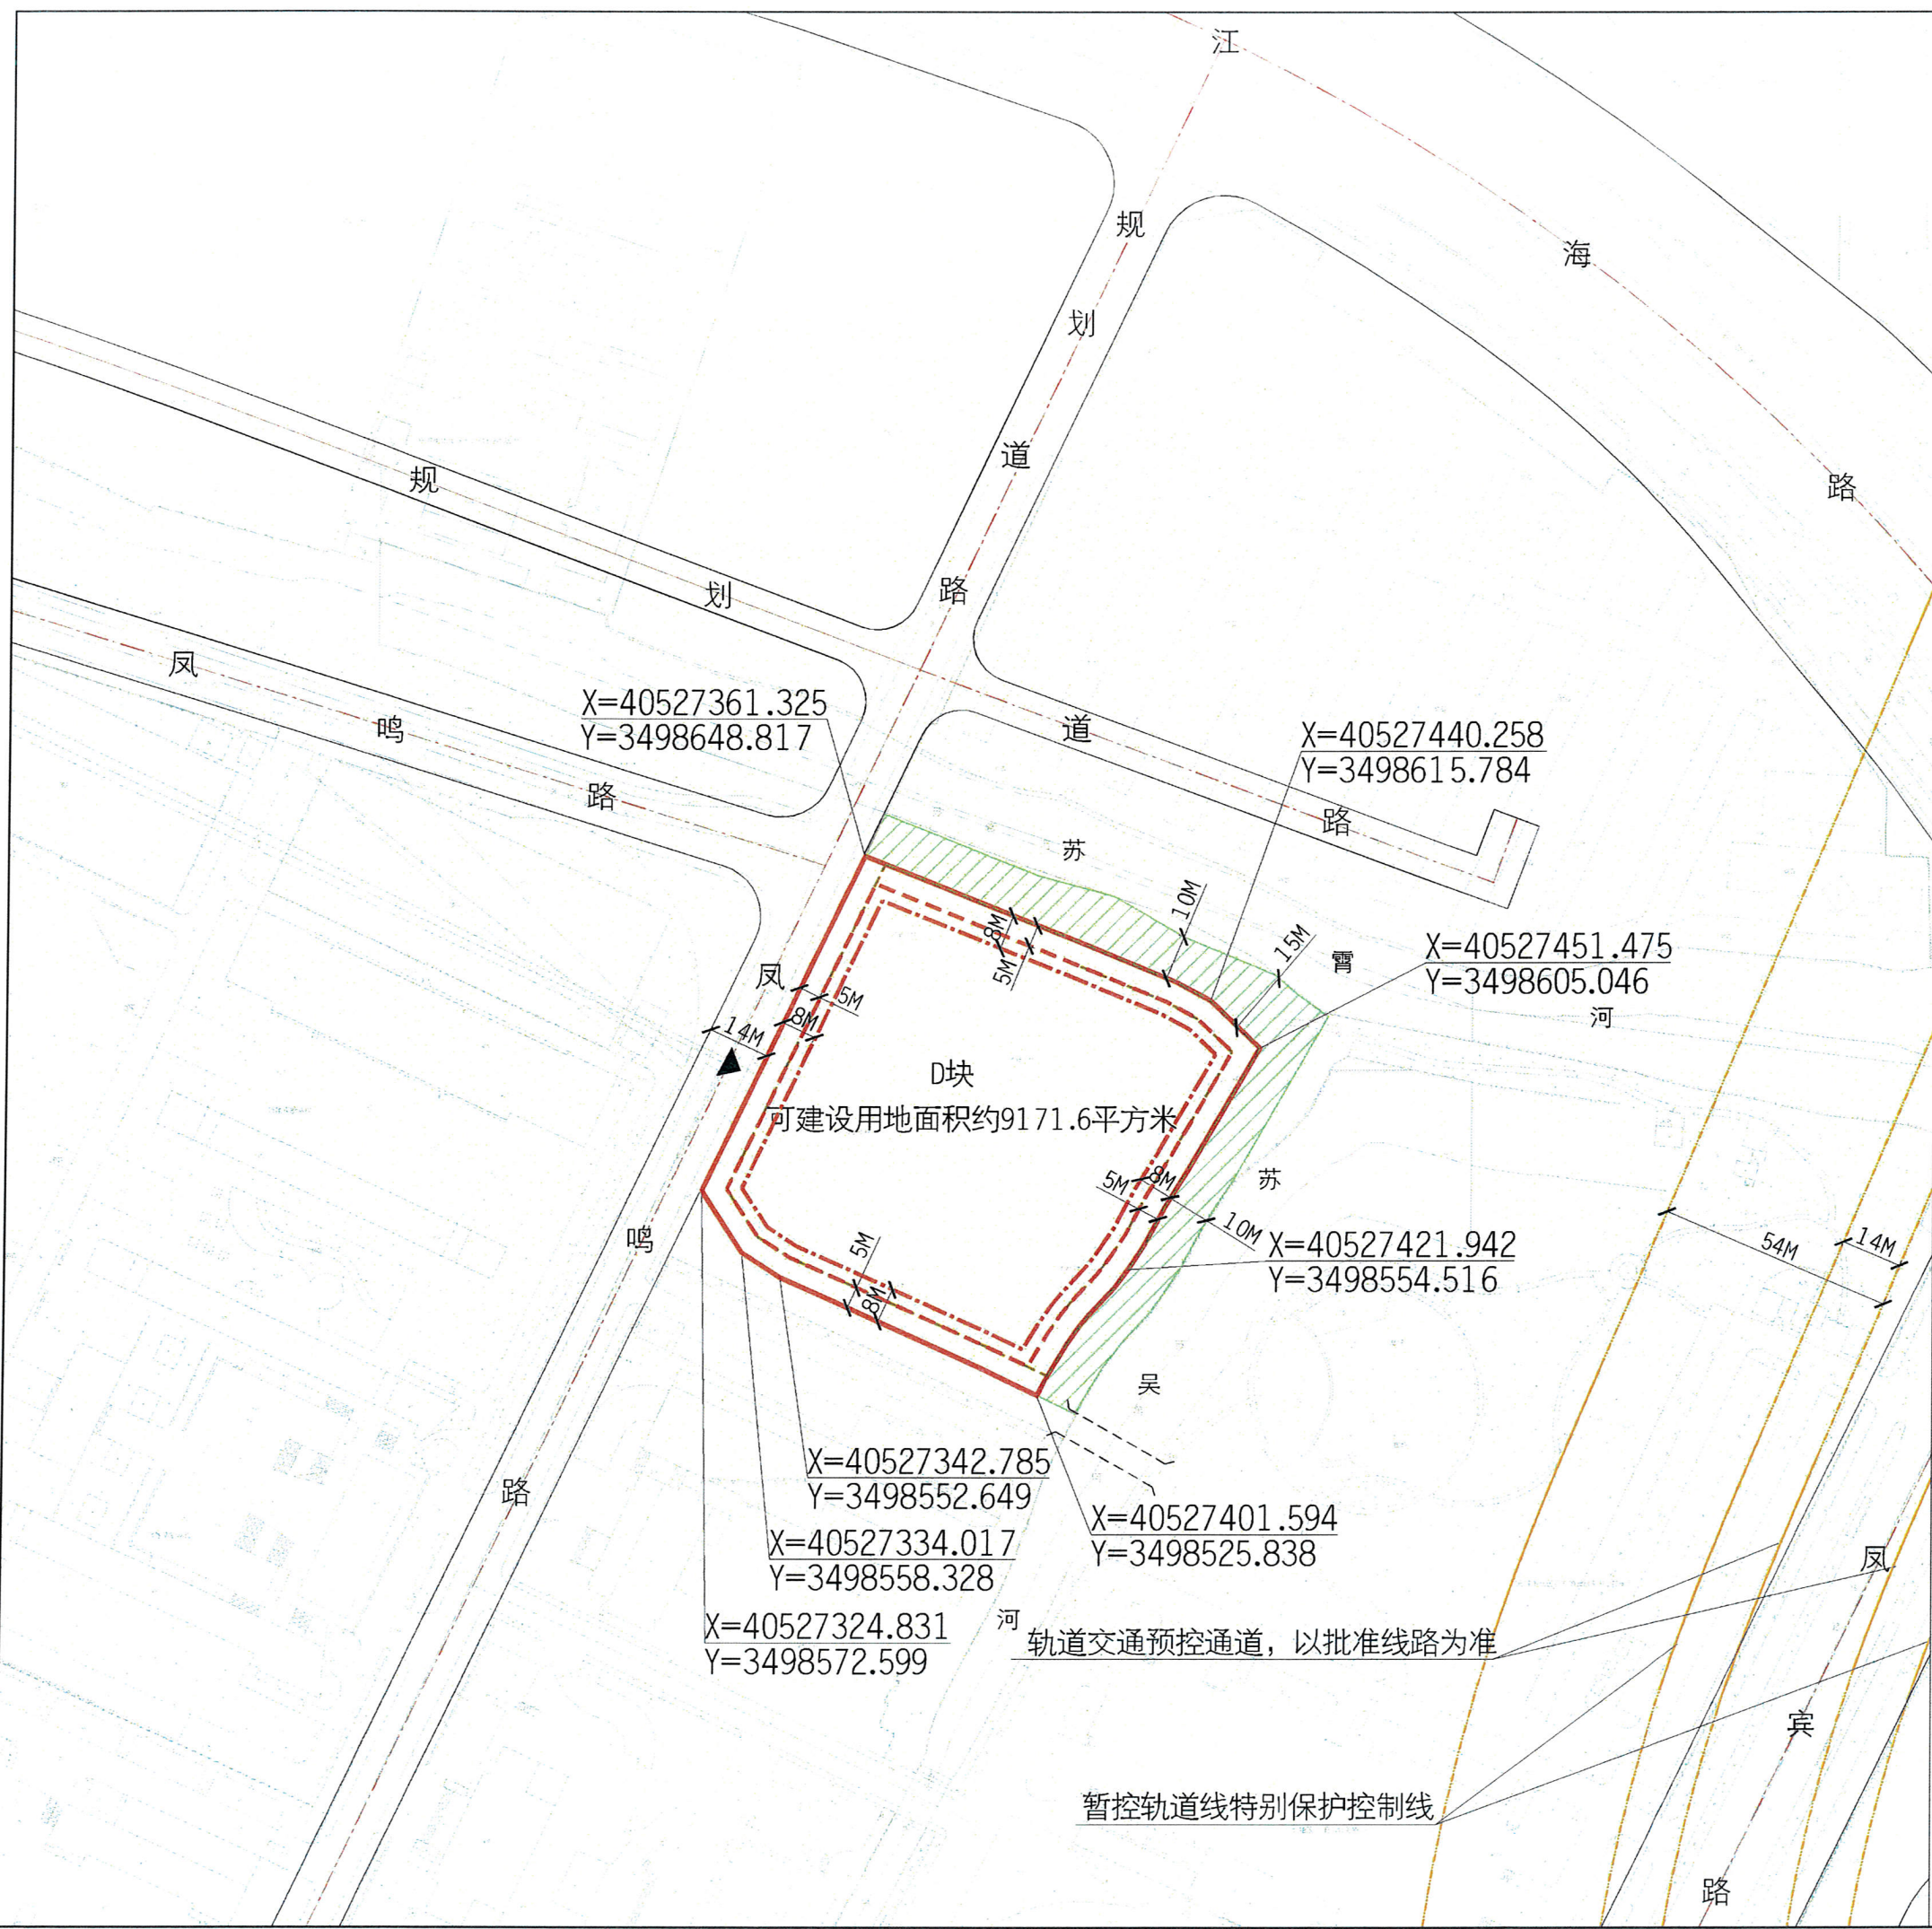 江
海
路
规
划
道
路
规
划
道
路
凤
鸣
路
X=40527361.325
Y=3498648.817
X=40527440.258
Y=3498615.784
苏
霄
河
10M
15M
8M
5M
X=40527451.475
Y=3498605.046
凤
鸣
路
5M
8M
14M
D块
可建设用地面积约9171.6平方米
5M
8M
10M
苏
吴
河
X=40527421.942
Y=3498554.516
54M
14M
5M
8M
X=40527342.785
Y=3498552.649
X=40527401.594
Y=3498525.838
X=40527334.017
Y=3498558.328
X=40527324.831
Y=3498572.599
轨道交通预控通道，以批准线路为准
暂控轨道线特别保护控制线
凤
宾
路